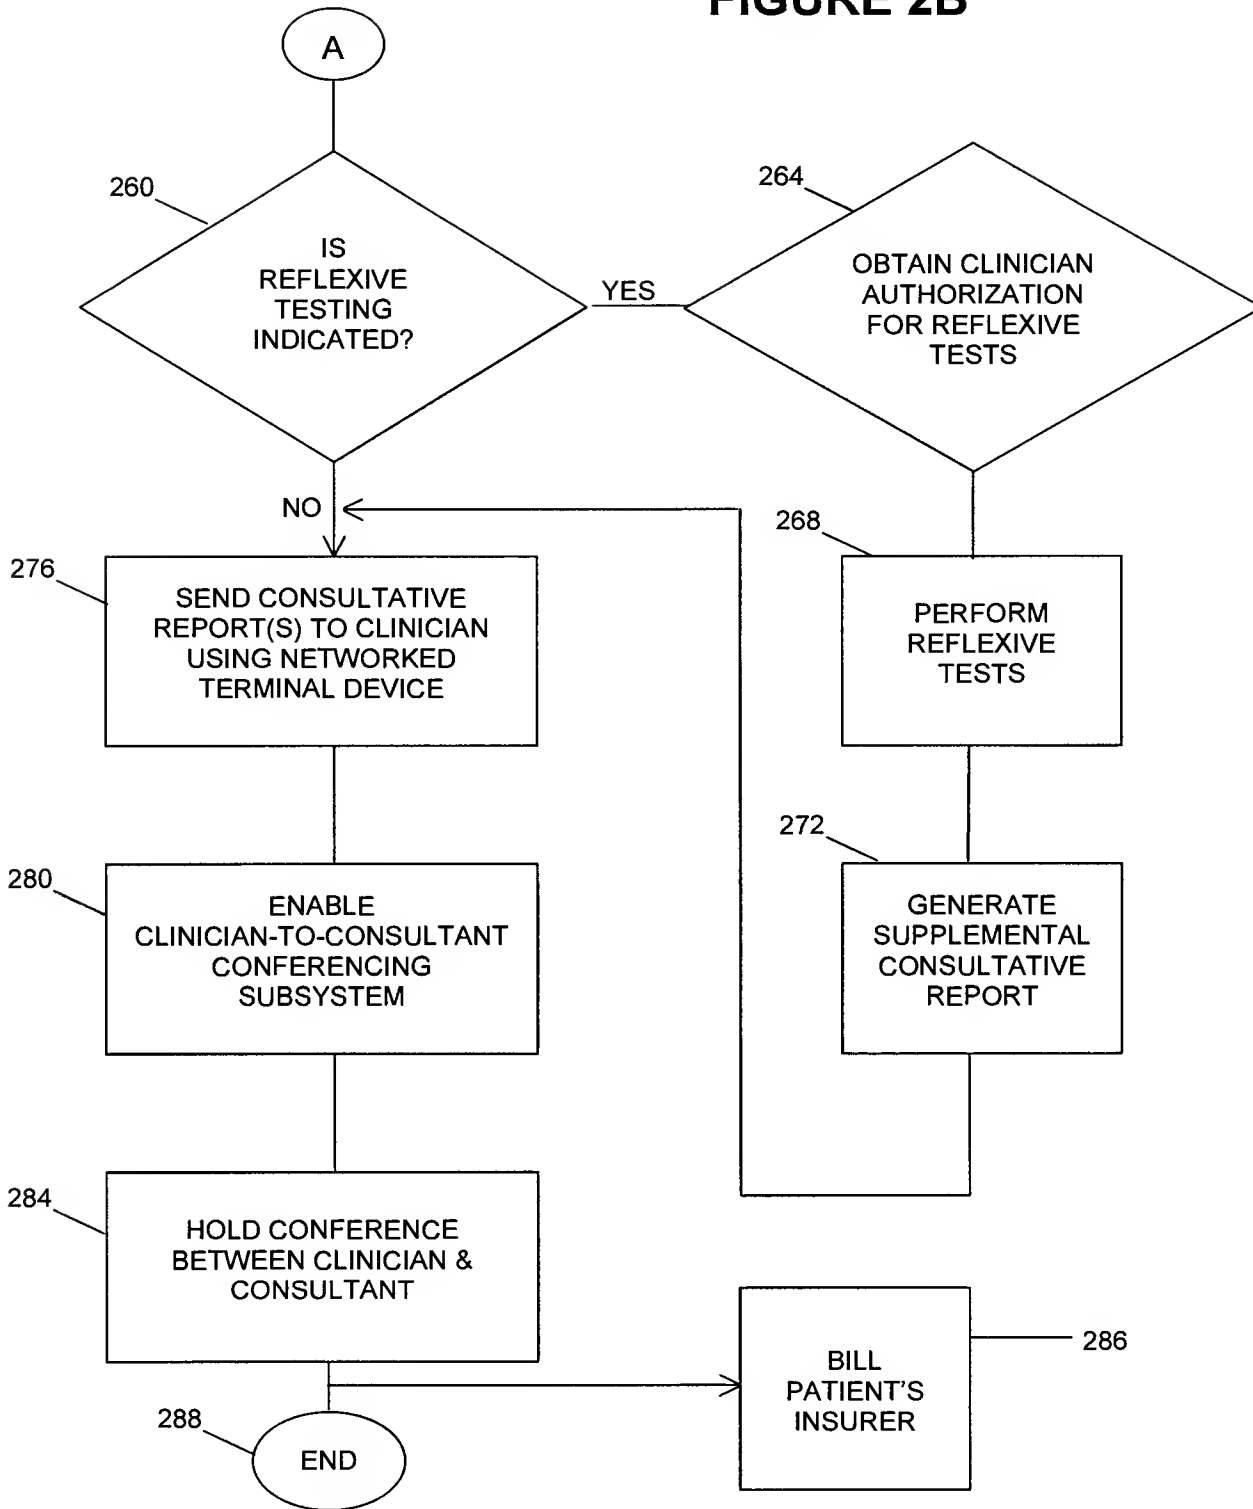 FIGURE 2B
A
260
IS
REFLEXIVE
TESTING
INDICATED?
YES
264
OBTAIN CLINICIAN
AUTHORIZATION
FOR REFLEXIVE
TESTS
NO
268
PERFORM
REFLEXIVE
TESTS
276
SEND CONSULTATIVE
REPORT(S) TO CLINICIAN
USING NETWORKED
TERMINAL DEVICE
272
GENERATE
SUPPLEMENTAL
CONSULTATIVE
REPORT
280
ENABLE
CLINICIAN-TO-CONSULTANT
CONFERENCING
SUBSYSTEM
284
HOLD CONFERENCE
BETWEEN CLINICIAN &
CONSULTANT
286
BILL
PATIENT'S
INSURER
288
END